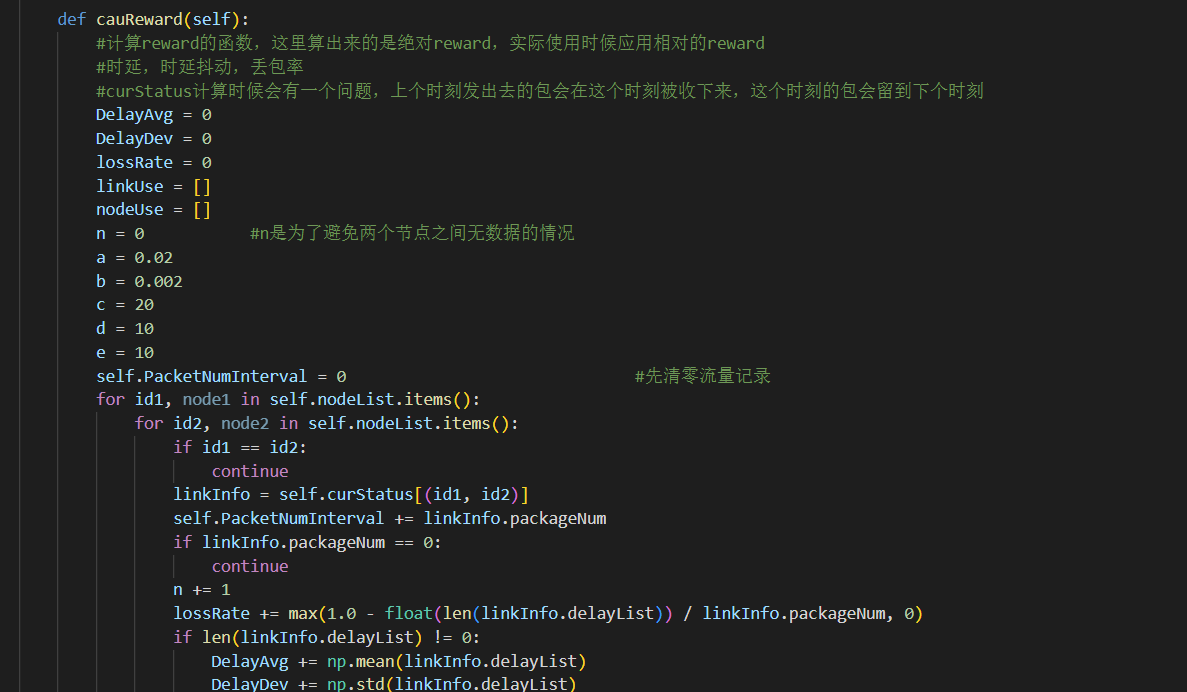 def cauReward(self):
#计算reward的函数，这里算出来的是绝对reward，实际使用时候应用相对的reward
#时延，时延抖动，丢包率
#curStatus计算时候会有一个问题，上个时刻发出去的包会在这个时刻被收下来，这个时刻的包会留到下个时刻
DelayAvg = 0
DelayDev = 0
lossRate = 0
linkUse = []
nodeUse = []
n = 0 #n是为了避免两个节点之间无数据的情况
a = 0.02
b = 0.002
c = 20
d = 10
e = 10
self.PacketNumInterval = 0 #先清零流量记录
for id1, node1 in self.nodeList.items():
for id2, node2 in self.nodeList.items():
if id1 == id2:
continue
linkInfo = self.curStatus[(id1, id2)]
self.PacketNumInterval += linkInfo.packageNum
if linkInfo.packageNum == 0:
continue
n += 1
lossRate += max(1.0 - float(len(linkInfo.delayList)) / linkInfo.packageNum, 0)
if len(linkInfo.delayList) != 0:
DelayAvg += np.mean(linkInfo.delayList)
DelayDev += np.std(linkInfo.delayList)